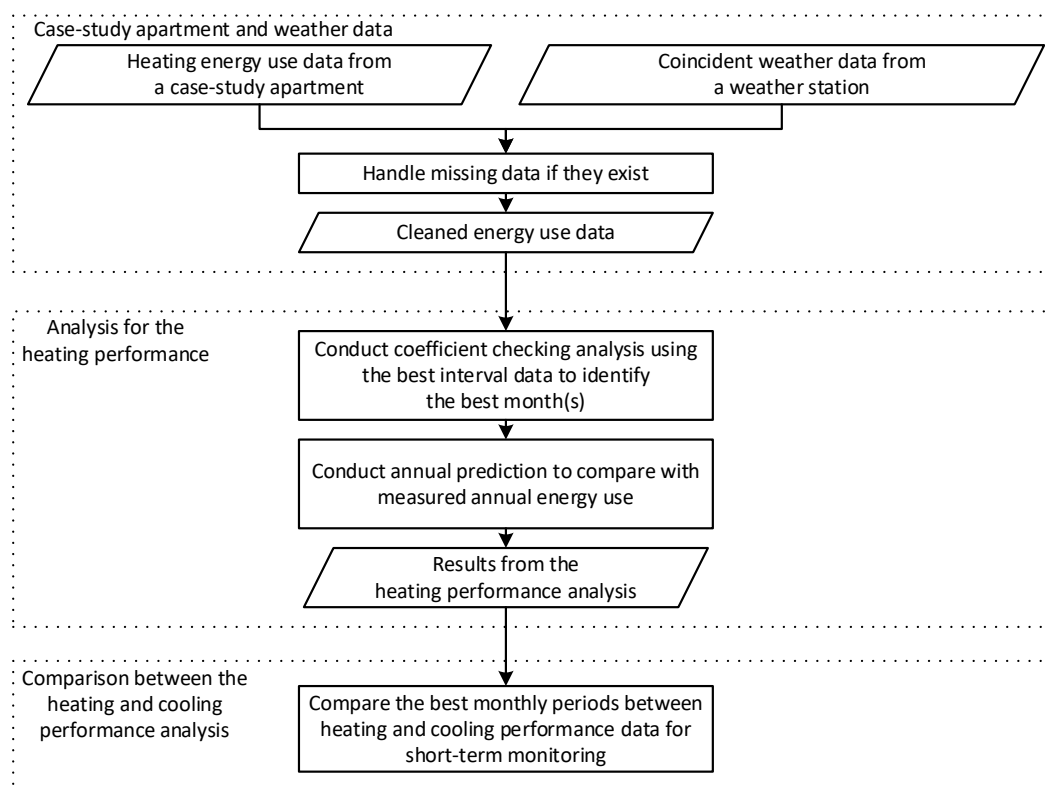 Case-study apartment and weather data
Heating energy use data from
a case-study apartment
Coincident weather data from
a weather station
Handle missing data if they exist
Cleaned energy use data
Analysis for the
heating performance
Conduct coefficient checking analysis using
the best interval data to identify
the best month(s)
Conduct annual prediction to compare with
measured annual energy use
Results from the
heating performance analysis
Comparison between the
heating and cooling
performance analysis
Compare the best monthly periods between
heating and cooling performance data for
short-term monitoring